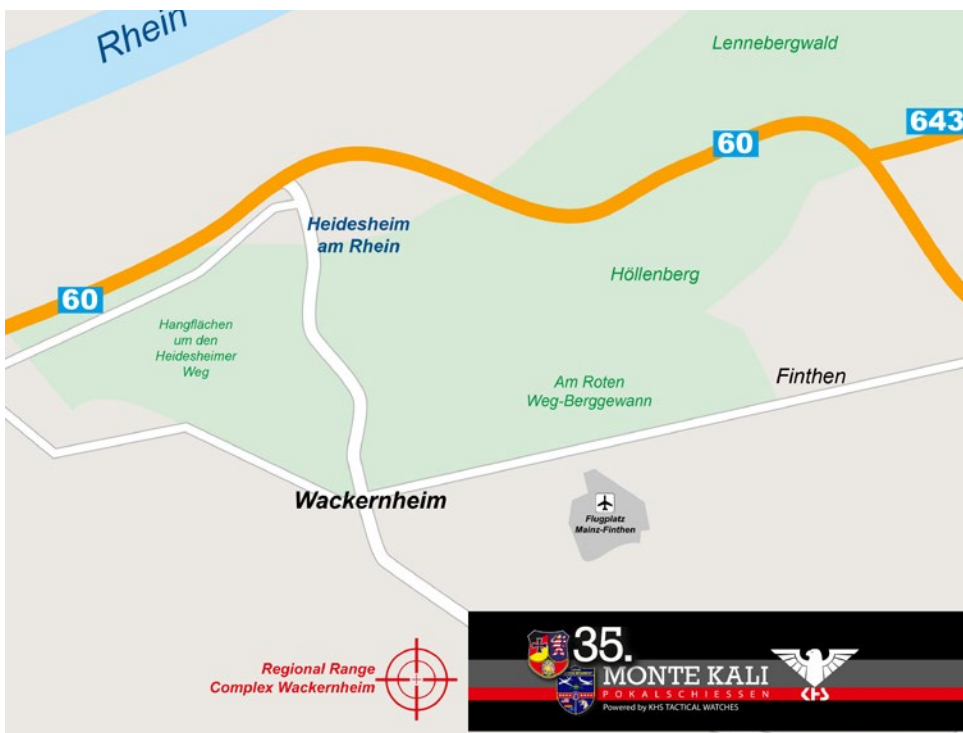 Rhein
Lennebergwald
643
60
Heidesheim
am Rhein
Höllenberg
60
Hangflächen
um den
Heidesheimer
Weg
Am Roten
Weg-Berggewann
Finthen
Wackernheim
Flugplatz
Mainz-Finthen
Regional Range
Complex Wackernheim
35.
MONTE KALI
POKALSCHIESSEN
Powered by KHS TACTICAL WATCHES
KHS